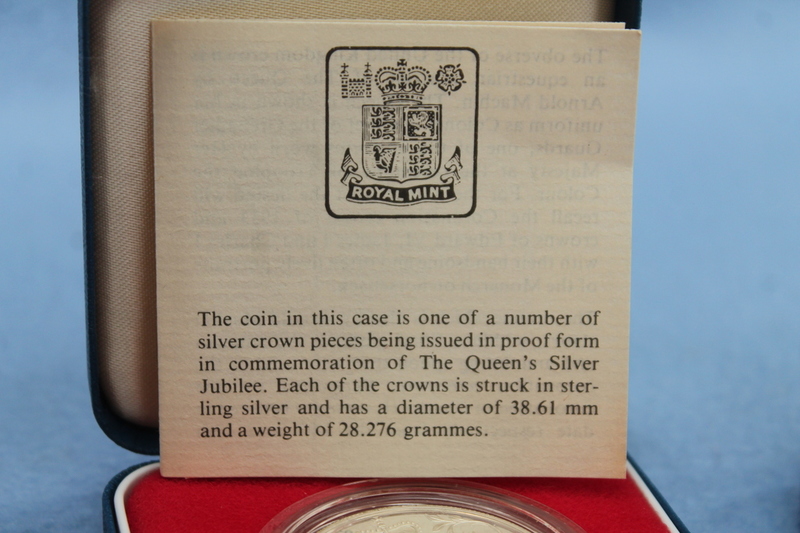 ROYAL MINT
The coin in this case is one of a number of
silver crown pieces being issued in proof form
in commemoration of The Queen's Silver
Jubilee. Each of the crowns is struck in ster-
ling silver and has a diameter of 38.61 mm
and a weight of 28.276 grammes.